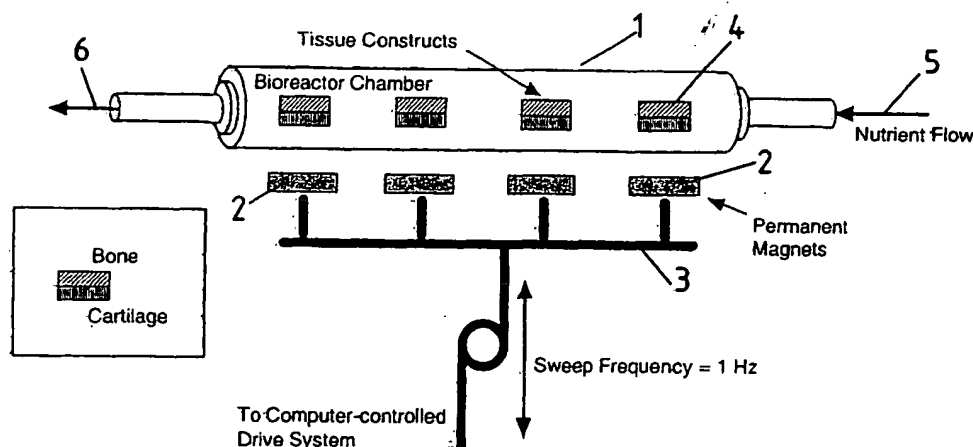 6
Tissue Constructs
1
4
5
Bioreactor Chamber
Nutrient Flow
2
2
Permanent
Magnets
3
Bone
Cartilage
Sweep Frequency = 1 Hz
To Computer-controlled
Drive System